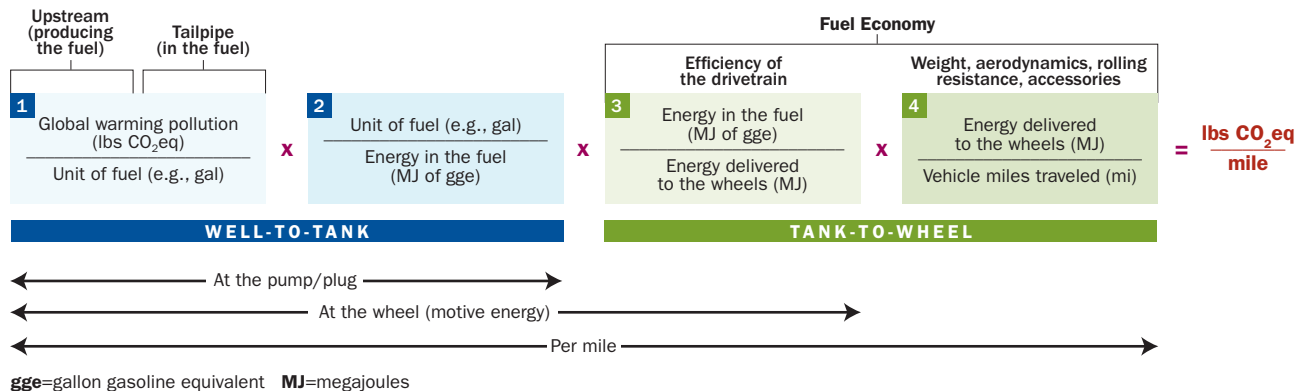 Fuel Economy
Upstream
(producing
the fuel)
Tailpipe
(in the fuel)
Efficiency of
the drivetrain
Weight, aerodynamics, rolling
resistance, accessories
1
Global warming pollution
(lbs CO₂eq)
Unit of fuel (e.g., gal)
x
2
Unit of fuel (e.g., gal)
Energy in the fuel
(MJ of gge)
x
3
Energy in the fuel
(MJ of gge)
Energy delivered
to the wheels (MJ)
x
4
Energy delivered
to the wheels (MJ)
Vehicle miles traveled (mi)
=
lbs CO₂eq
mile
WELL-TO-TANK
TANK-TO-WHEEL
At the pump/plug
At the wheel (motive energy)
Per mile
gge=gallon gasoline equivalent MJ=megajoules